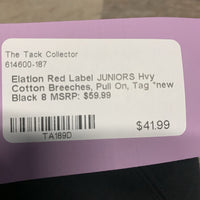 The Tack Collector
614600-187
Elation Red Label JUNIORS Hvy
Cotton Breeches, Pull On, Tag *new
Black 8 MSRP: $59.99
TA189D
$41.99